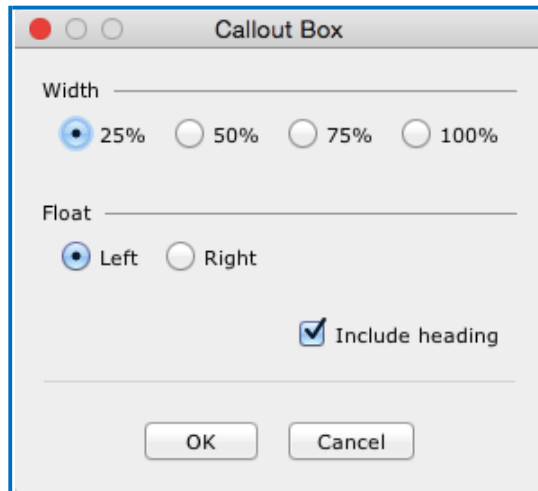 Callout Box
Width
25% 50% 75% 100%
Float
Left Right
Include heading
OK Cancel